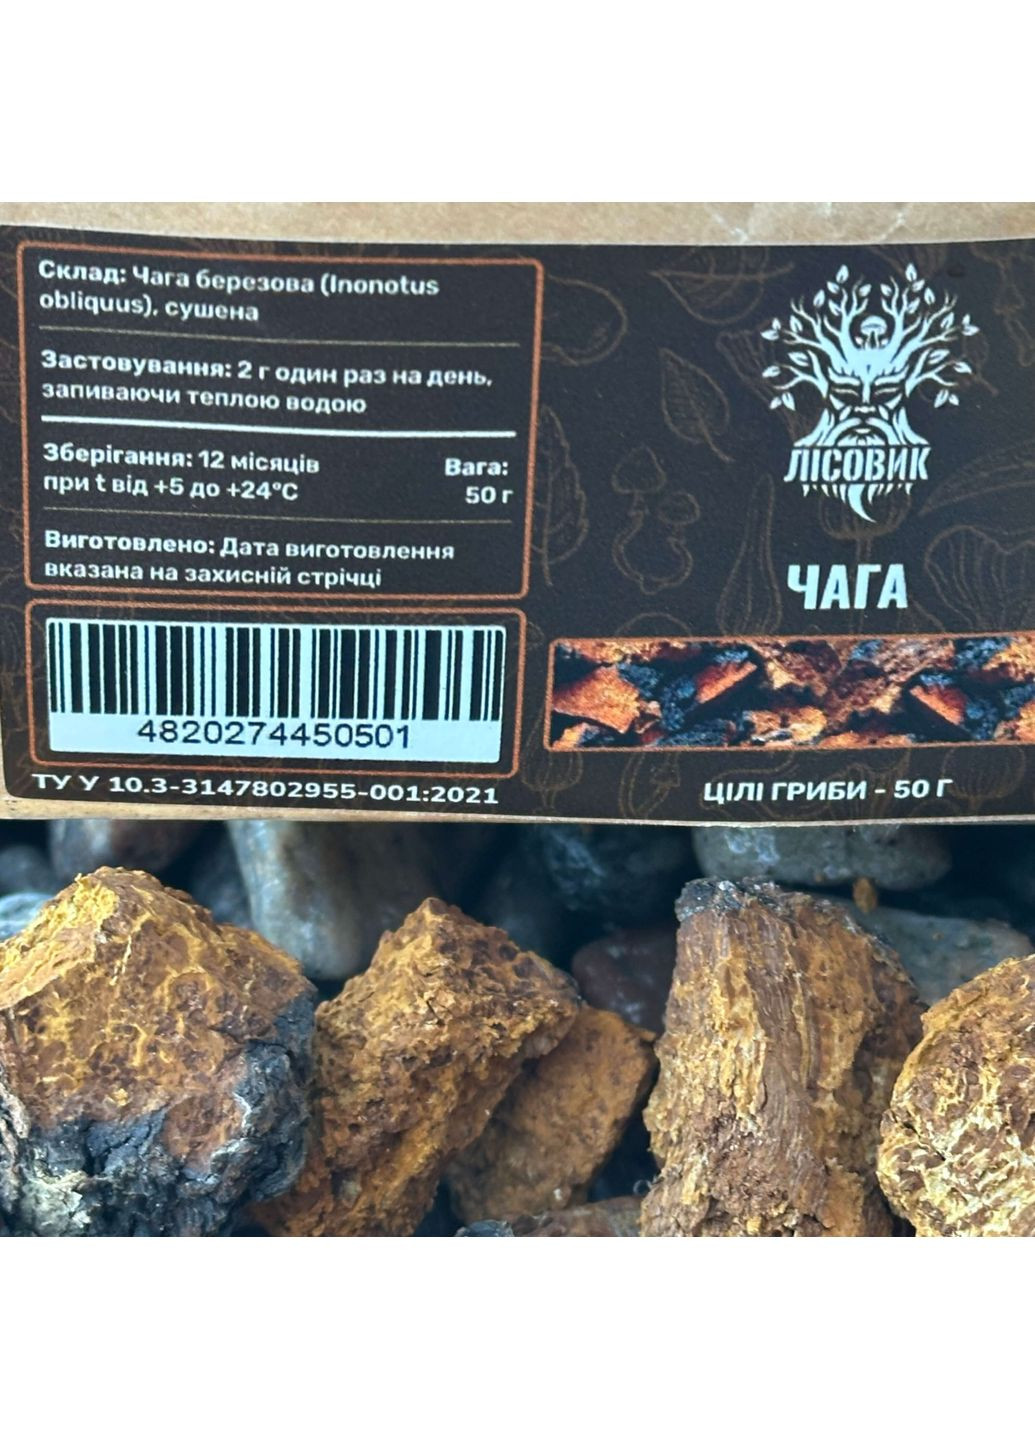 Склад: Чага березова (Inonotus
obliquus), сушена
Застовування: 2 г один раз на день,
запиваючи теплою водою
Зберігання: 12 місяців
при t від +5 до +24°C
Вага:
50 г
Виготовлено: Дата виготовлення
вказана на захисній стрічці
4820274450501
ТУ У 10.3-3147802955-001:2021
ЛІСОВИК
ЧАГА
ЦІЛІ ГРИБИ - 50 Г